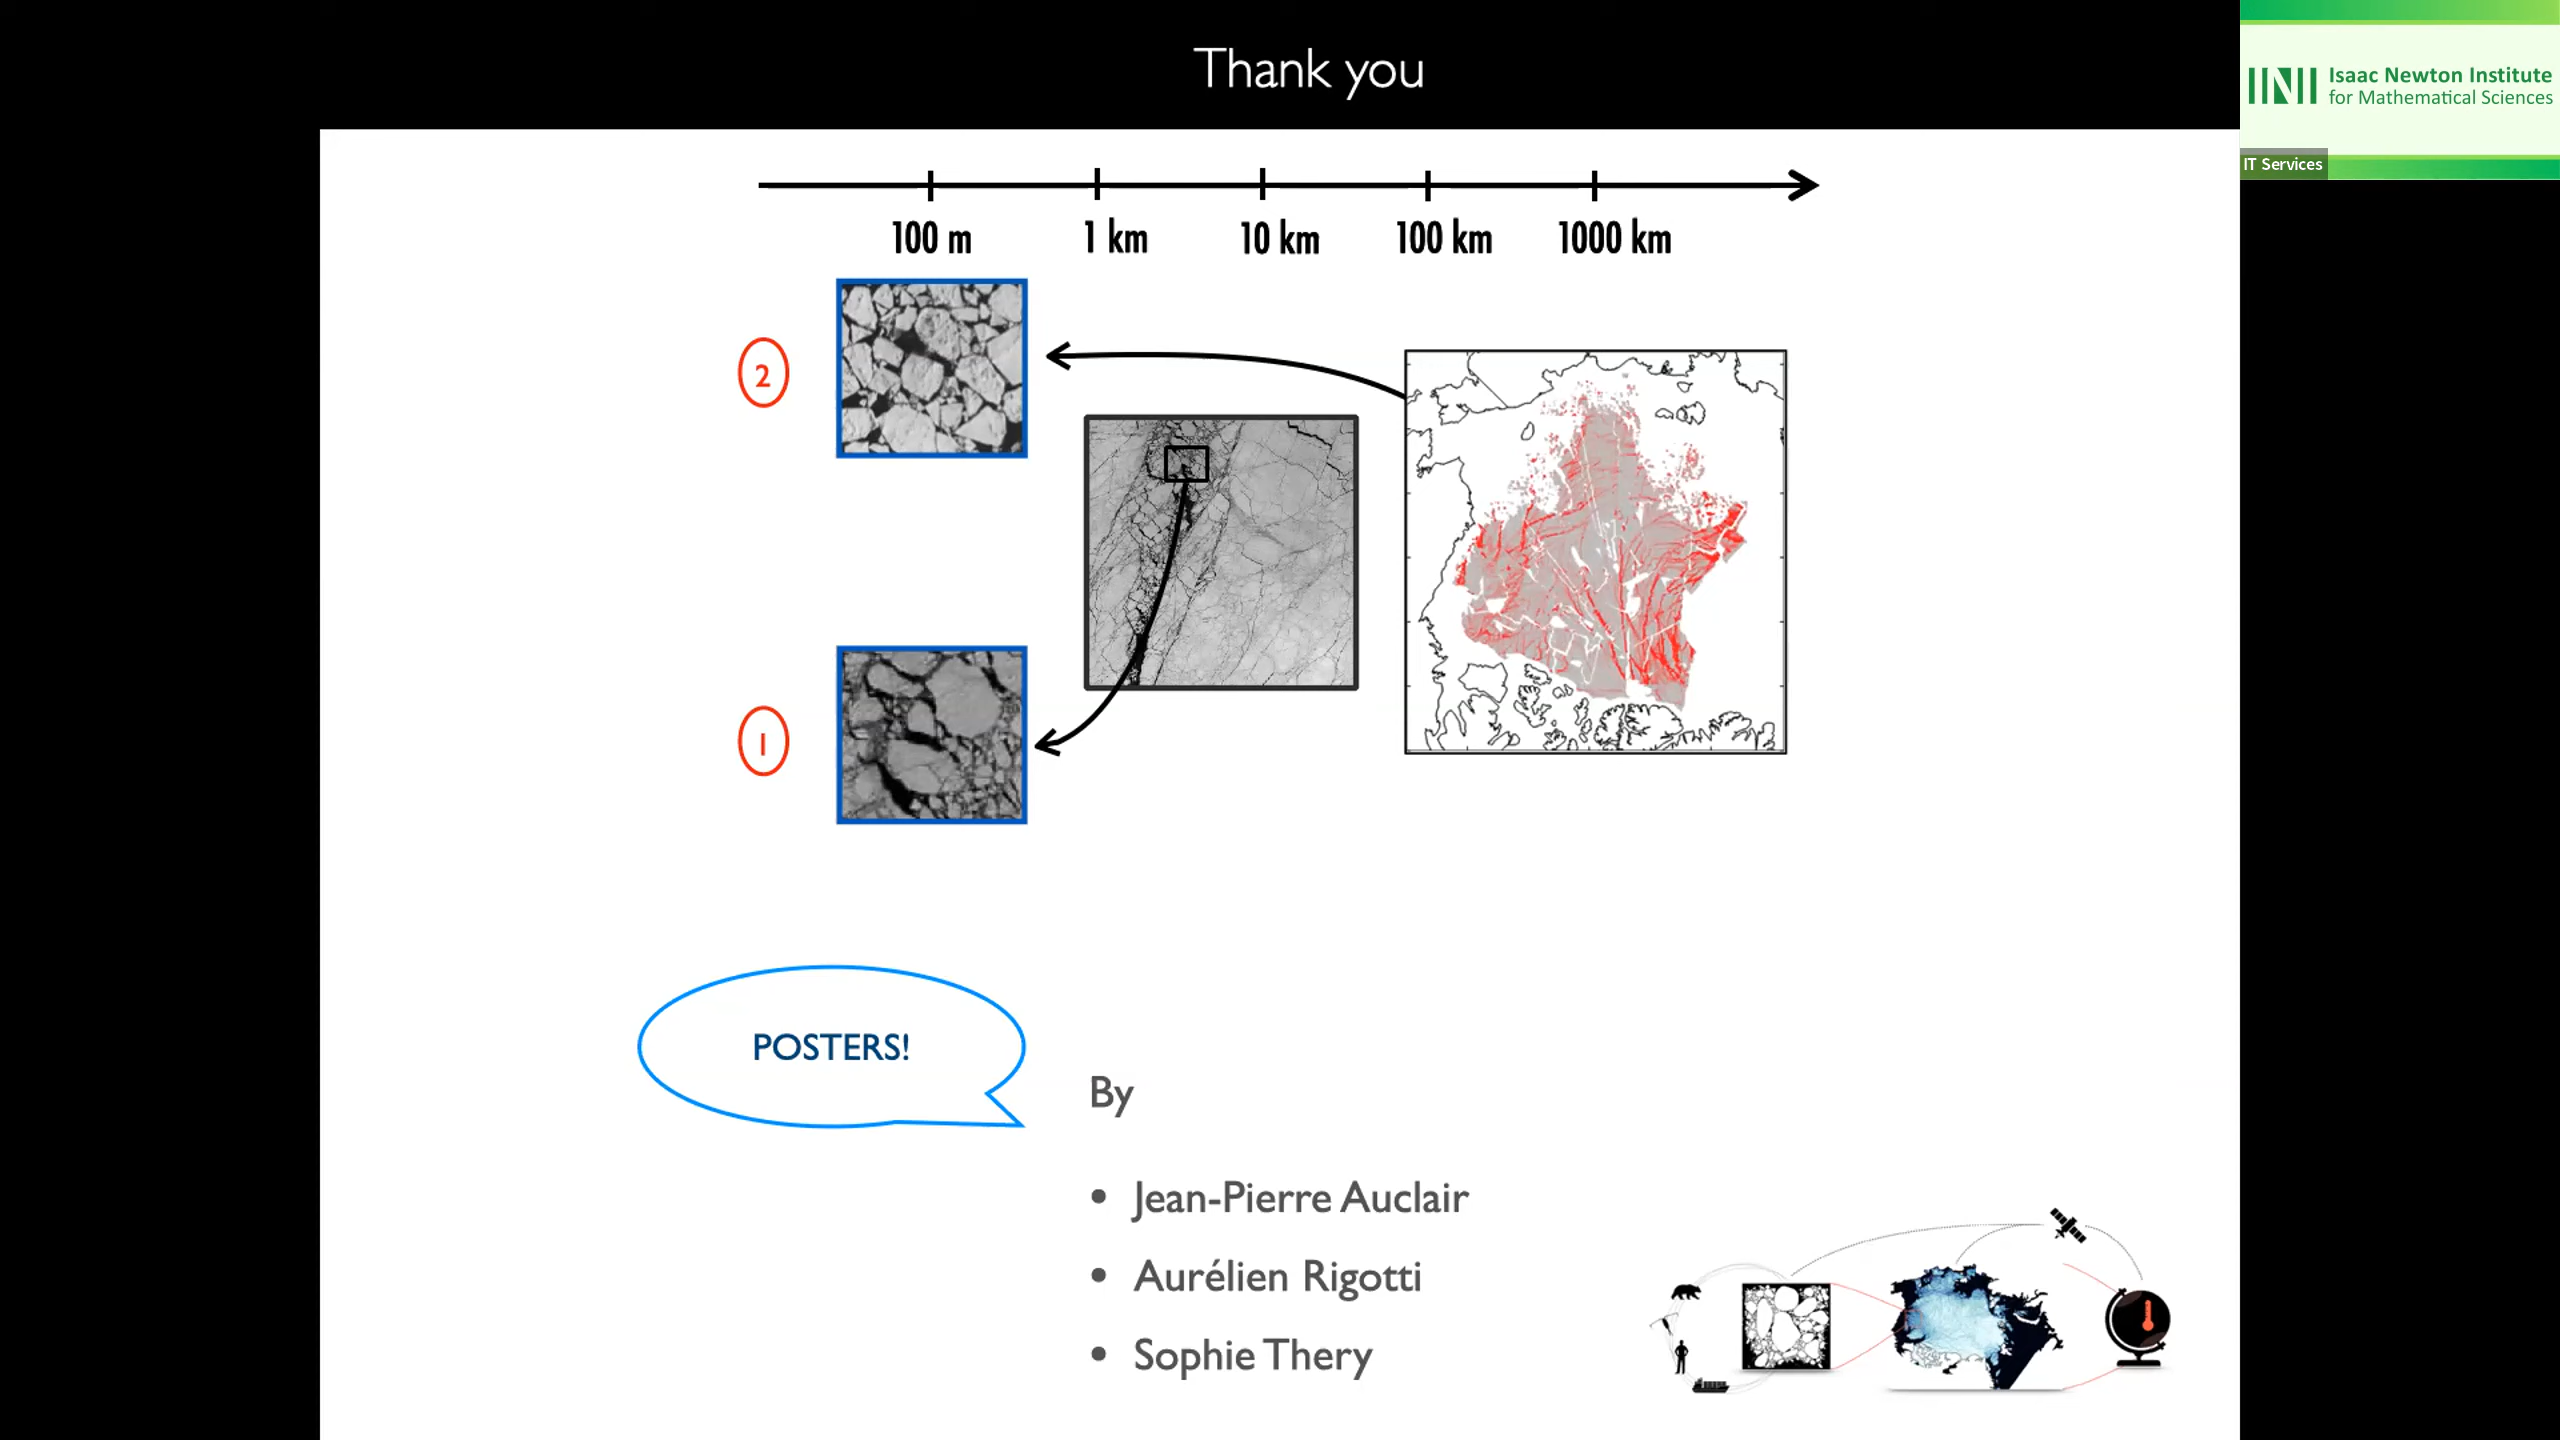 Thank you
Isaac Newton Institute
for Mathematical Sciences
IT Services
100 m
1 km
10 km
100 km
1000 km
2
1
POSTERS!
By
• Jean-Pierre Auclair
• Aurélien Rigotti
• Sophie Thery